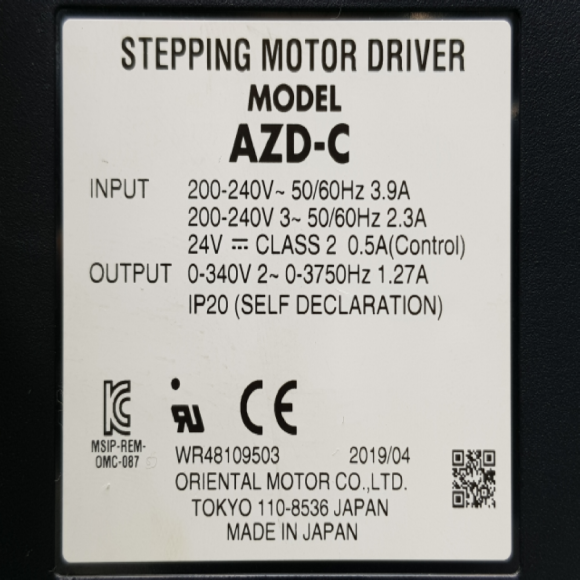 STEPPING MOTOR DRIVER
MODEL
AZD-C
INPUT 200-240V~ 50/60Hz 3.9A
200-240V 3~ 50/60Hz 2.3A
24V ⎓ CLASS 2 0.5A(Control)
OUTPUT 0-340V 2~ 0-3750Hz 1.27A
IP20 (SELF DECLARATION)
MSIP-REM-
OMC-087
WR48109503 2019/04
ORIENTAL MOTOR CO.,LTD.
TOKYO 110-8536 JAPAN
MADE IN JAPAN